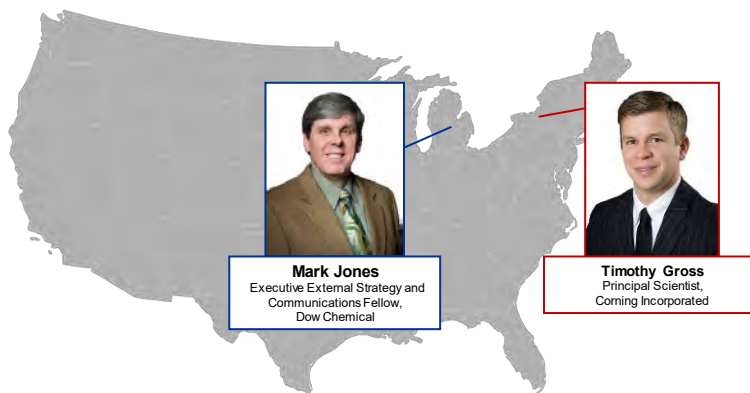 Mark Jones
Executive External Strategy and
Communications Fellow,
Dow Chemical
Timothy Gross
Principal Scientist,
Corning Incorporated